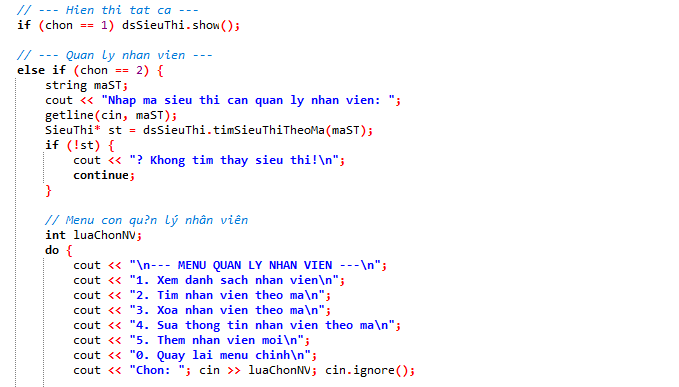 // --- Hien thi tat ca ---
if (chon == 1) dsSieuThi.show();
// --- Quan ly nhan vien ---
else if (chon == 2) {
string maST;
cout << "Nhap ma sieu thi can quan ly nhan vien: ";
getline(cin, maST);
SieuThi* st = dsSieuThi.timSieuThiTheoMa(maST);
if (!st) {
cout << "? Khong tim thay sieu thi!\n";
continue;
}
// Menu con qu?n lý nhân viên
int luaChonNV;
do {
cout << "\n--- MENU QUAN LY NHAN VIEN ---\n";
cout << "1. Xem danh sach nhan vien\n";
cout << "2. Tim nhan vien theo ma\n";
cout << "3. Xoa nhan vien theo ma\n";
cout << "4. Sua thong tin nhan vien theo ma\n";
cout << "5. Them nhan vien moi\n";
cout << "0. Quay lai menu chinh\n";
cout << "Chon: "; cin >> luaChonNV; cin.ignore();